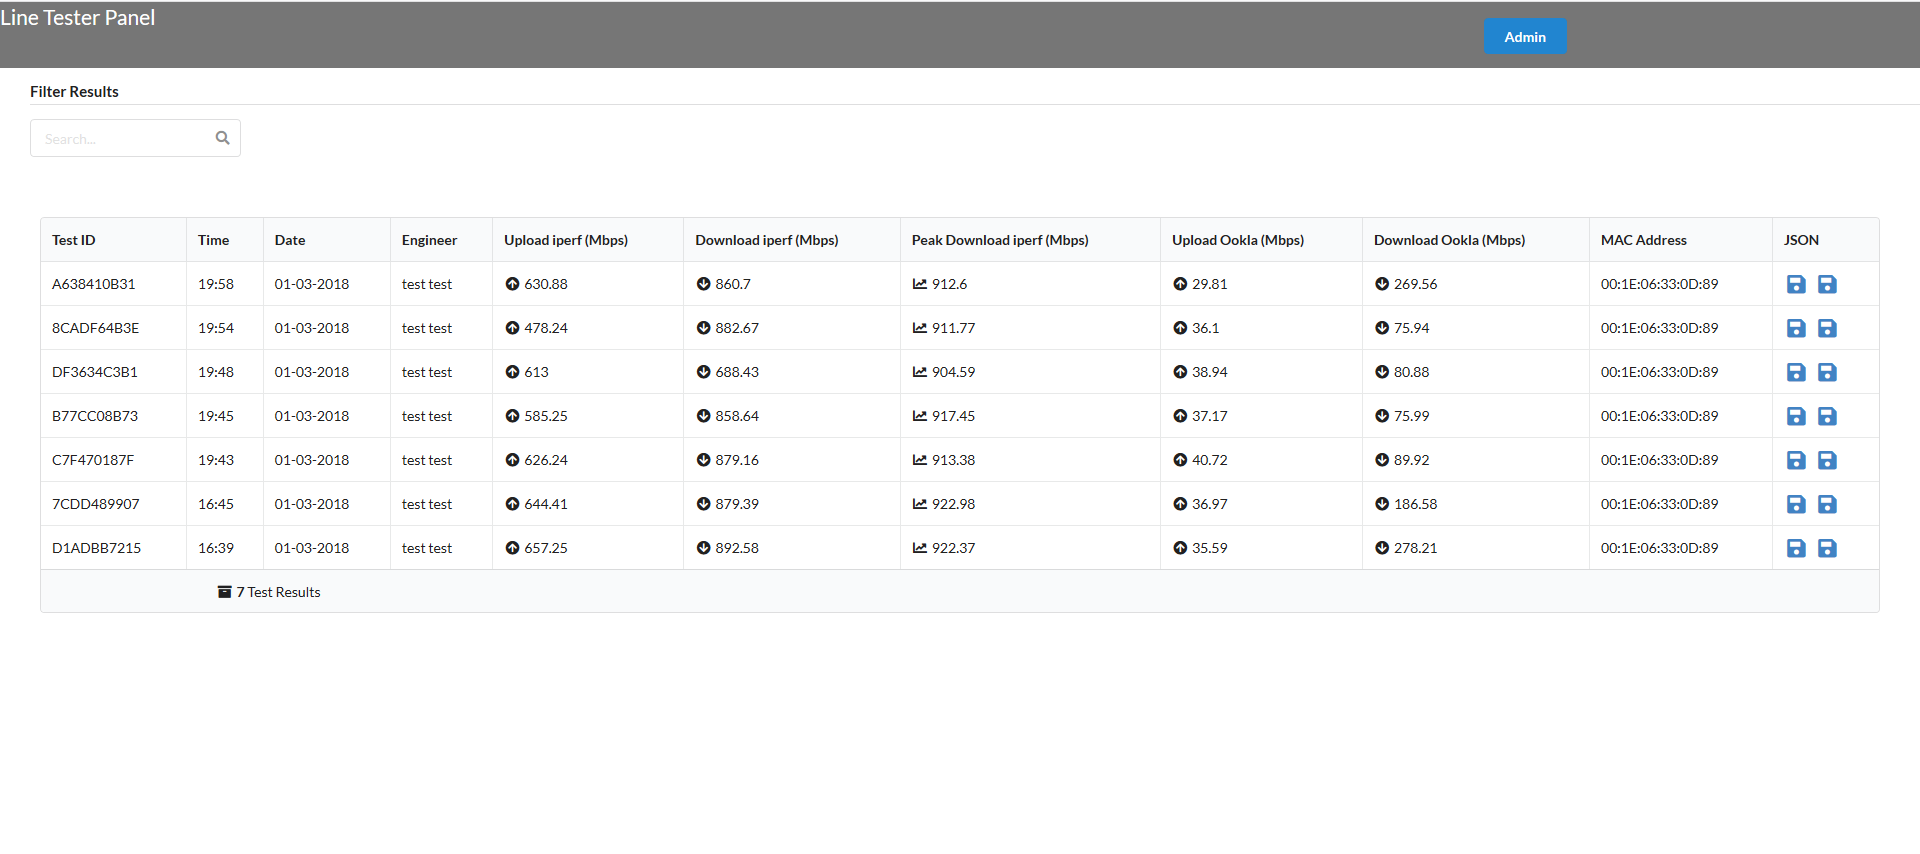 Line Tester Panel
Admin
Filter Results
Search...
Test ID Time Date Engineer Upload iperf (Mbps) Download iperf (Mbps) Peak Download iperf (Mbps) Upload Ookla (Mbps) Download Ookla (Mbps) MAC Address JSON
A638410B31 19:58 01-03-2018 test test 630.88 860.7 912.6 29.81 269.56 00:1E:06:33:0D:89
8CADF64B3E 19:54 01-03-2018 test test 478.24 882.67 911.77 36.1 75.94 00:1E:06:33:0D:89
DF3634C3B1 19:48 01-03-2018 test test 613 688.43 904.59 38.94 80.88 00:1E:06:33:0D:89
B77CC08B73 19:45 01-03-2018 test test 585.25 858.64 917.45 37.17 75.99 00:1E:06:33:0D:89
C7F470187F 19:43 01-03-2018 test test 626.24 879.16 913.38 40.72 89.92 00:1E:06:33:0D:89
7CDD489907 16:45 01-03-2018 test test 644.41 879.39 922.98 36.97 186.58 00:1E:06:33:0D:89
D1ADBB7215 16:39 01-03-2018 test test 657.25 892.58 922.37 35.59 278.21 00:1E:06:33:0D:89
7 Test Results